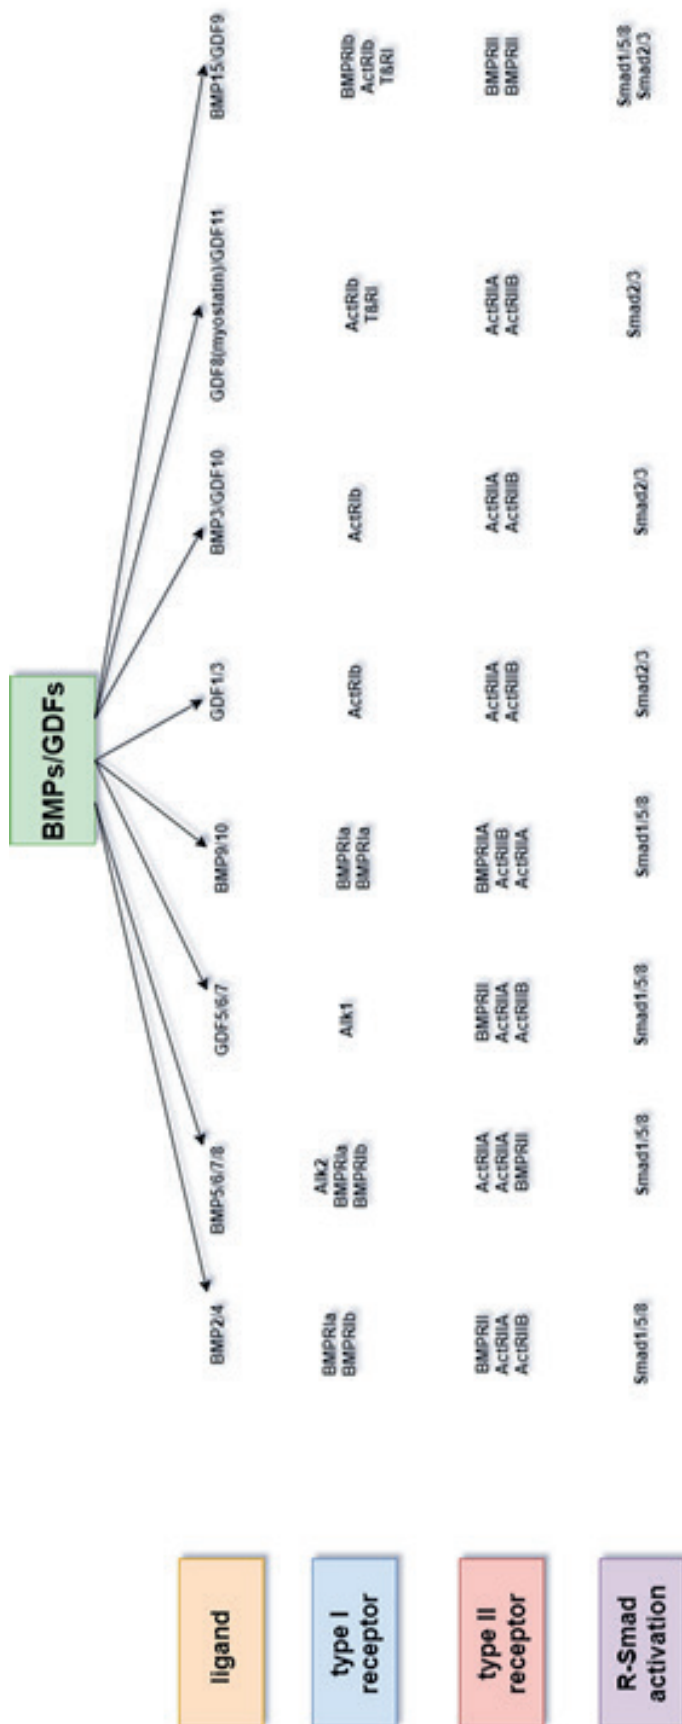 BMPs/GDFs
ligand
BMP2/4
BMP5/6/7/8
GDF5/6/7
BMP9/10
GDF1/3
BMP3/GDF10
GDF8(myostatin)/GDF11
BMP15/GDF9
type I
receptor
BMPRIa
BMPRIb
Alk2
BMPRIa
BMPRIb
Alk1
BMPRIa
BMPRIa
ActRIb
ActRIb
ActRIb
TßRI
BMPRIb
ActRIb
TßRI
type II
receptor
BMPRII
ActRIIA
ActRIIB
ActRIIA
ActRIIA
BMPRII
BMPRII
ActRIIA
ActRIIB
BMPRIIA
ActRIIB
ActRIIA
ActRIIA
ActRIIB
ActRIIA
ActRIIB
ActRIIA
ActRIIB
BMPRII
BMPRII
R-Smad
activation
Smad1/5/8
Smad1/5/8
Smad1/5/8
Smad1/5/8
Smad2/3
Smad2/3
Smad2/3
Smad1/5/8
Smad2/3